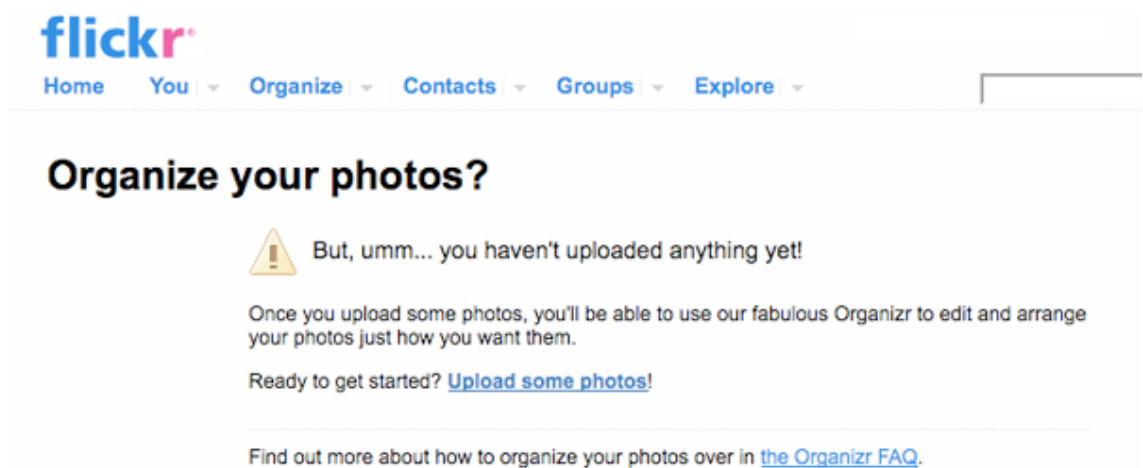 flickr
Home You Organize Contacts Groups Explore
Organize your photos?
But, umm... you haven't uploaded anything yet!
Once you upload some photos, you'll be able to use our fabulous Organizr to edit and arrange
your photos just how you want them.
Ready to get started? Upload some photos!
Find out more about how to organize your photos over in the Organizr FAQ.